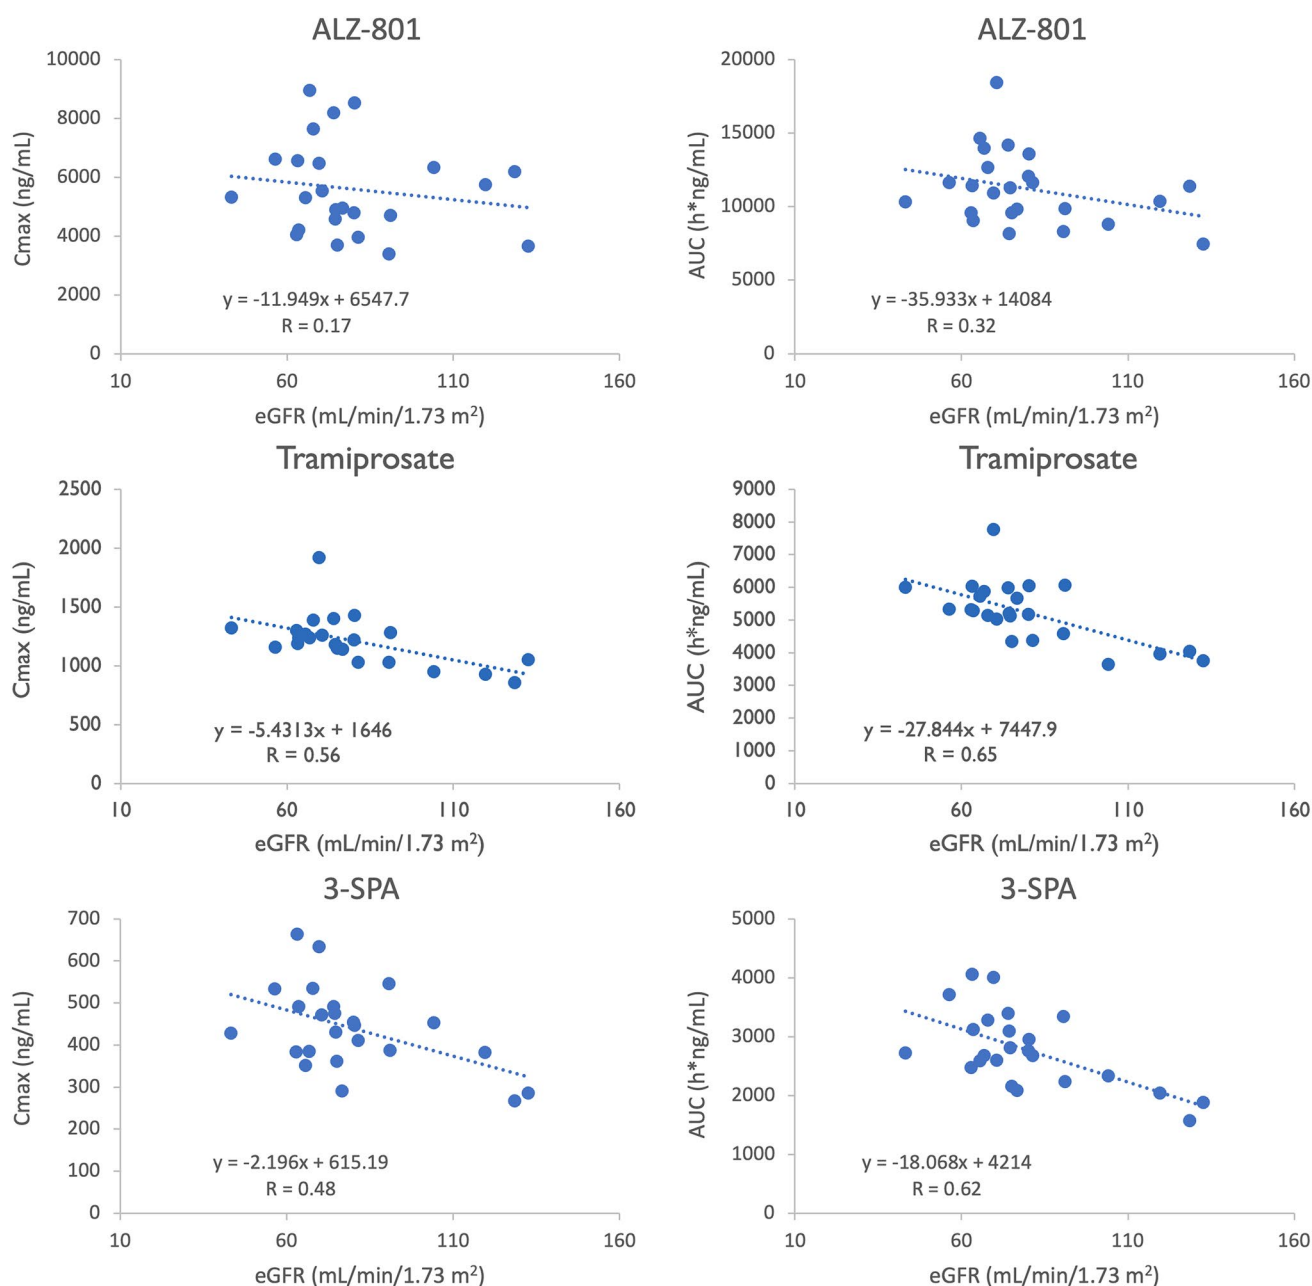 ALZ-801
10000
8000
6000
4000
2000
0
Cmax (ng/mL)
y = -11.949x + 6547.7
R = 0.17
10 60 110 160
eGFR (mL/min/1.73 m²)
ALZ-801
20000
15000
10000
5000
0
AUC (h*ng/mL)
y = -35.933x + 14084
R = 0.32
10 60 110 160
eGFR (mL/min/1.73 m²)
Tramiprosate
2500
2000
1500
1000
500
0
Cmax (ng/mL)
y = -5.4313x + 1646
R = 0.56
10 60 110 160
eGFR (mL/min/1.73 m²)
Tramiprosate
9000
8000
7000
6000
5000
4000
3000
2000
1000
0
AUC (h*ng/mL)
y = -27.844x + 7447.9
R = 0.65
10 60 110 160
eGFR (mL/min/1.73 m²)
3-SPA
700
600
500
400
300
200
100
0
Cmax (ng/mL)
y = -2.196x + 615.19
R = 0.48
10 60 110 160
eGFR (mL/min/1.73 m²)
3-SPA
5000
4000
3000
2000
1000
0
AUC (h*ng/mL)
y = -18.068x + 4214
R = 0.62
10 60 110 160
eGFR (mL/min/1.73 m²)